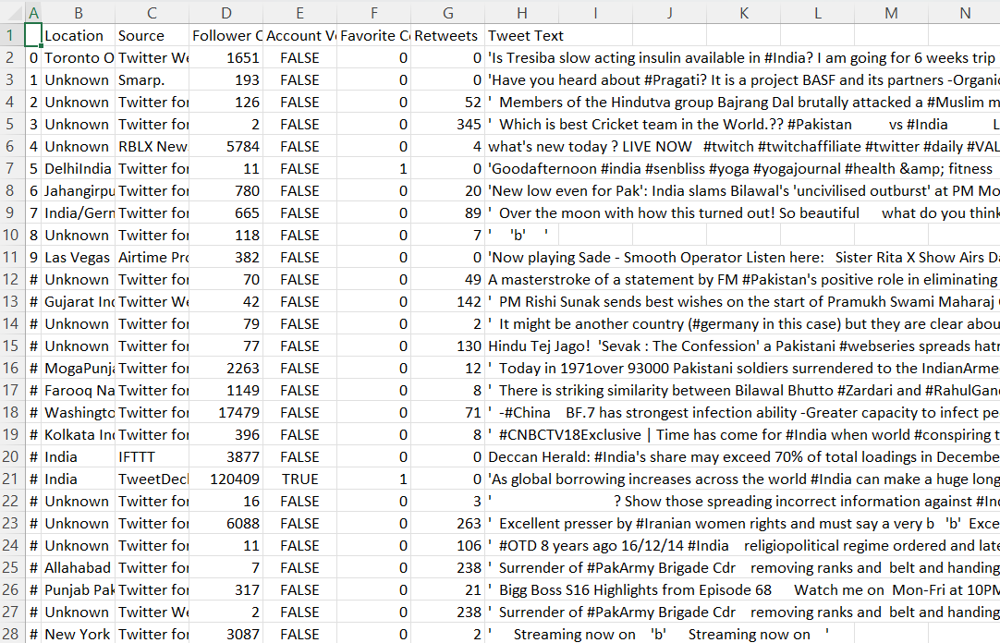 A B C D E F G H I J K L M N
1 Location Source Follower C Account Ve Favorite Co Retweets Tweet Text
2 0 Toronto O Twitter We 1651 FALSE 0 0 'Is Tresiba slow acting insulin available in #India? I am going for 6 weeks trip
3 1 Unknown Smarp. 193 FALSE 0 0 'Have you heard about #Pragati? It is a project BASF and its partners -Organic
4 2 Unknown Twitter for 126 FALSE 0 52 ' Members of the Hindutva group Bajrang Dal brutally attacked a #Muslim m
5 3 Unknown Twitter for 2 FALSE 0 345 ' Which is best Cricket team in the World.?? #Pakistan vs #India L
6 4 Unknown RBLX New 5784 FALSE 0 4 what's new today ? LIVE NOW #twitch #twitchaffiliate #twitter #daily #VAL
7 5 DelhiIndia Twitter for 11 FALSE 1 0 'Goodafternoon #india #senbliss #yoga #yogajournal #health &amp; fitness
8 6 Jahangirpu Twitter for 780 FALSE 0 20 'New low even for Pak': India slams Bilawal's 'uncivilised outburst' at PM Mo
9 7 India/Germ Twitter for 665 FALSE 0 89 ' Over the moon with how this turned out! So beautiful what do you think
10 8 Unknown Twitter for 118 FALSE 0 7 ' 'b' '
11 9 Las Vegas Airtime Pro 382 FALSE 0 0 'Now playing Sade - Smooth Operator Listen here: Sister Rita X Show Airs Da
12 # Unknown Twitter for 70 FALSE 0 49 A masterstroke of a statement by FM #Pakistan's positive role in eliminating
13 # Gujarat Inc Twitter We 42 FALSE 0 142 ' PM Rishi Sunak sends best wishes on the start of Pramukh Swami Maharaj
14 # Unknown Twitter for 79 FALSE 0 2 ' It might be another country (#germany in this case) but they are clear abou
15 # Unknown Twitter for 77 FALSE 0 130 Hindu Tej Jago! 'Sevak : The Confession' a Pakistani #webseries spreads hatr
16 # MogaPunja Twitter for 2263 FALSE 0 12 ' Today in 1971over 93000 Pakistani soldiers surrendered to the IndianArme
17 # Farooq Na Twitter for 1149 FALSE 0 8 ' There is striking similarity between Bilawal Bhutto #Zardari and #RahulGand
18 # Washingto Twitter for 17479 FALSE 0 71 ' -#China BF.7 has strongest infection ability -Greater capacity to infect pe
19 # Kolkata Inc Twitter for 396 FALSE 0 8 ' #CNBCTV18Exclusive | Time has come for #India when world #conspiring t
20 # India IFTTT 3877 FALSE 0 0 Deccan Herald: #India's share may exceed 70% of total loadings in Decembe
21 # India TweetDecl 120409 TRUE 1 0 'As global borrowing increases across the world #India can make a huge long
22 # Unknown Twitter for 16 FALSE 0 3 ' ? Show those spreading incorrect information against #Inc
23 # Unknown Twitter for 6088 FALSE 0 263 ' Excellent presser by #Iranian women rights and must say a very b 'b' Exce
24 # Unknown Twitter for 11 FALSE 0 106 ' #OTD 8 years ago 16/12/14 #India religiopolitical regime ordered and late
25 # Allahabad Twitter for 7 FALSE 0 238 ' Surrender of #PakArmy Brigade Cdr removing ranks and belt and handing
26 # Punjab Pak Twitter for 317 FALSE 0 21 ' Bigg Boss S16 Highlights from Episode 68 Watch me on Mon-Fri at 10PM
27 # Unknown Twitter We 2 FALSE 0 238 ' Surrender of #PakArmy Brigade Cdr removing ranks and belt and handing
28 # New York Twitter for 3087 FALSE 0 2 ' Streaming now on 'b' Streaming now on '